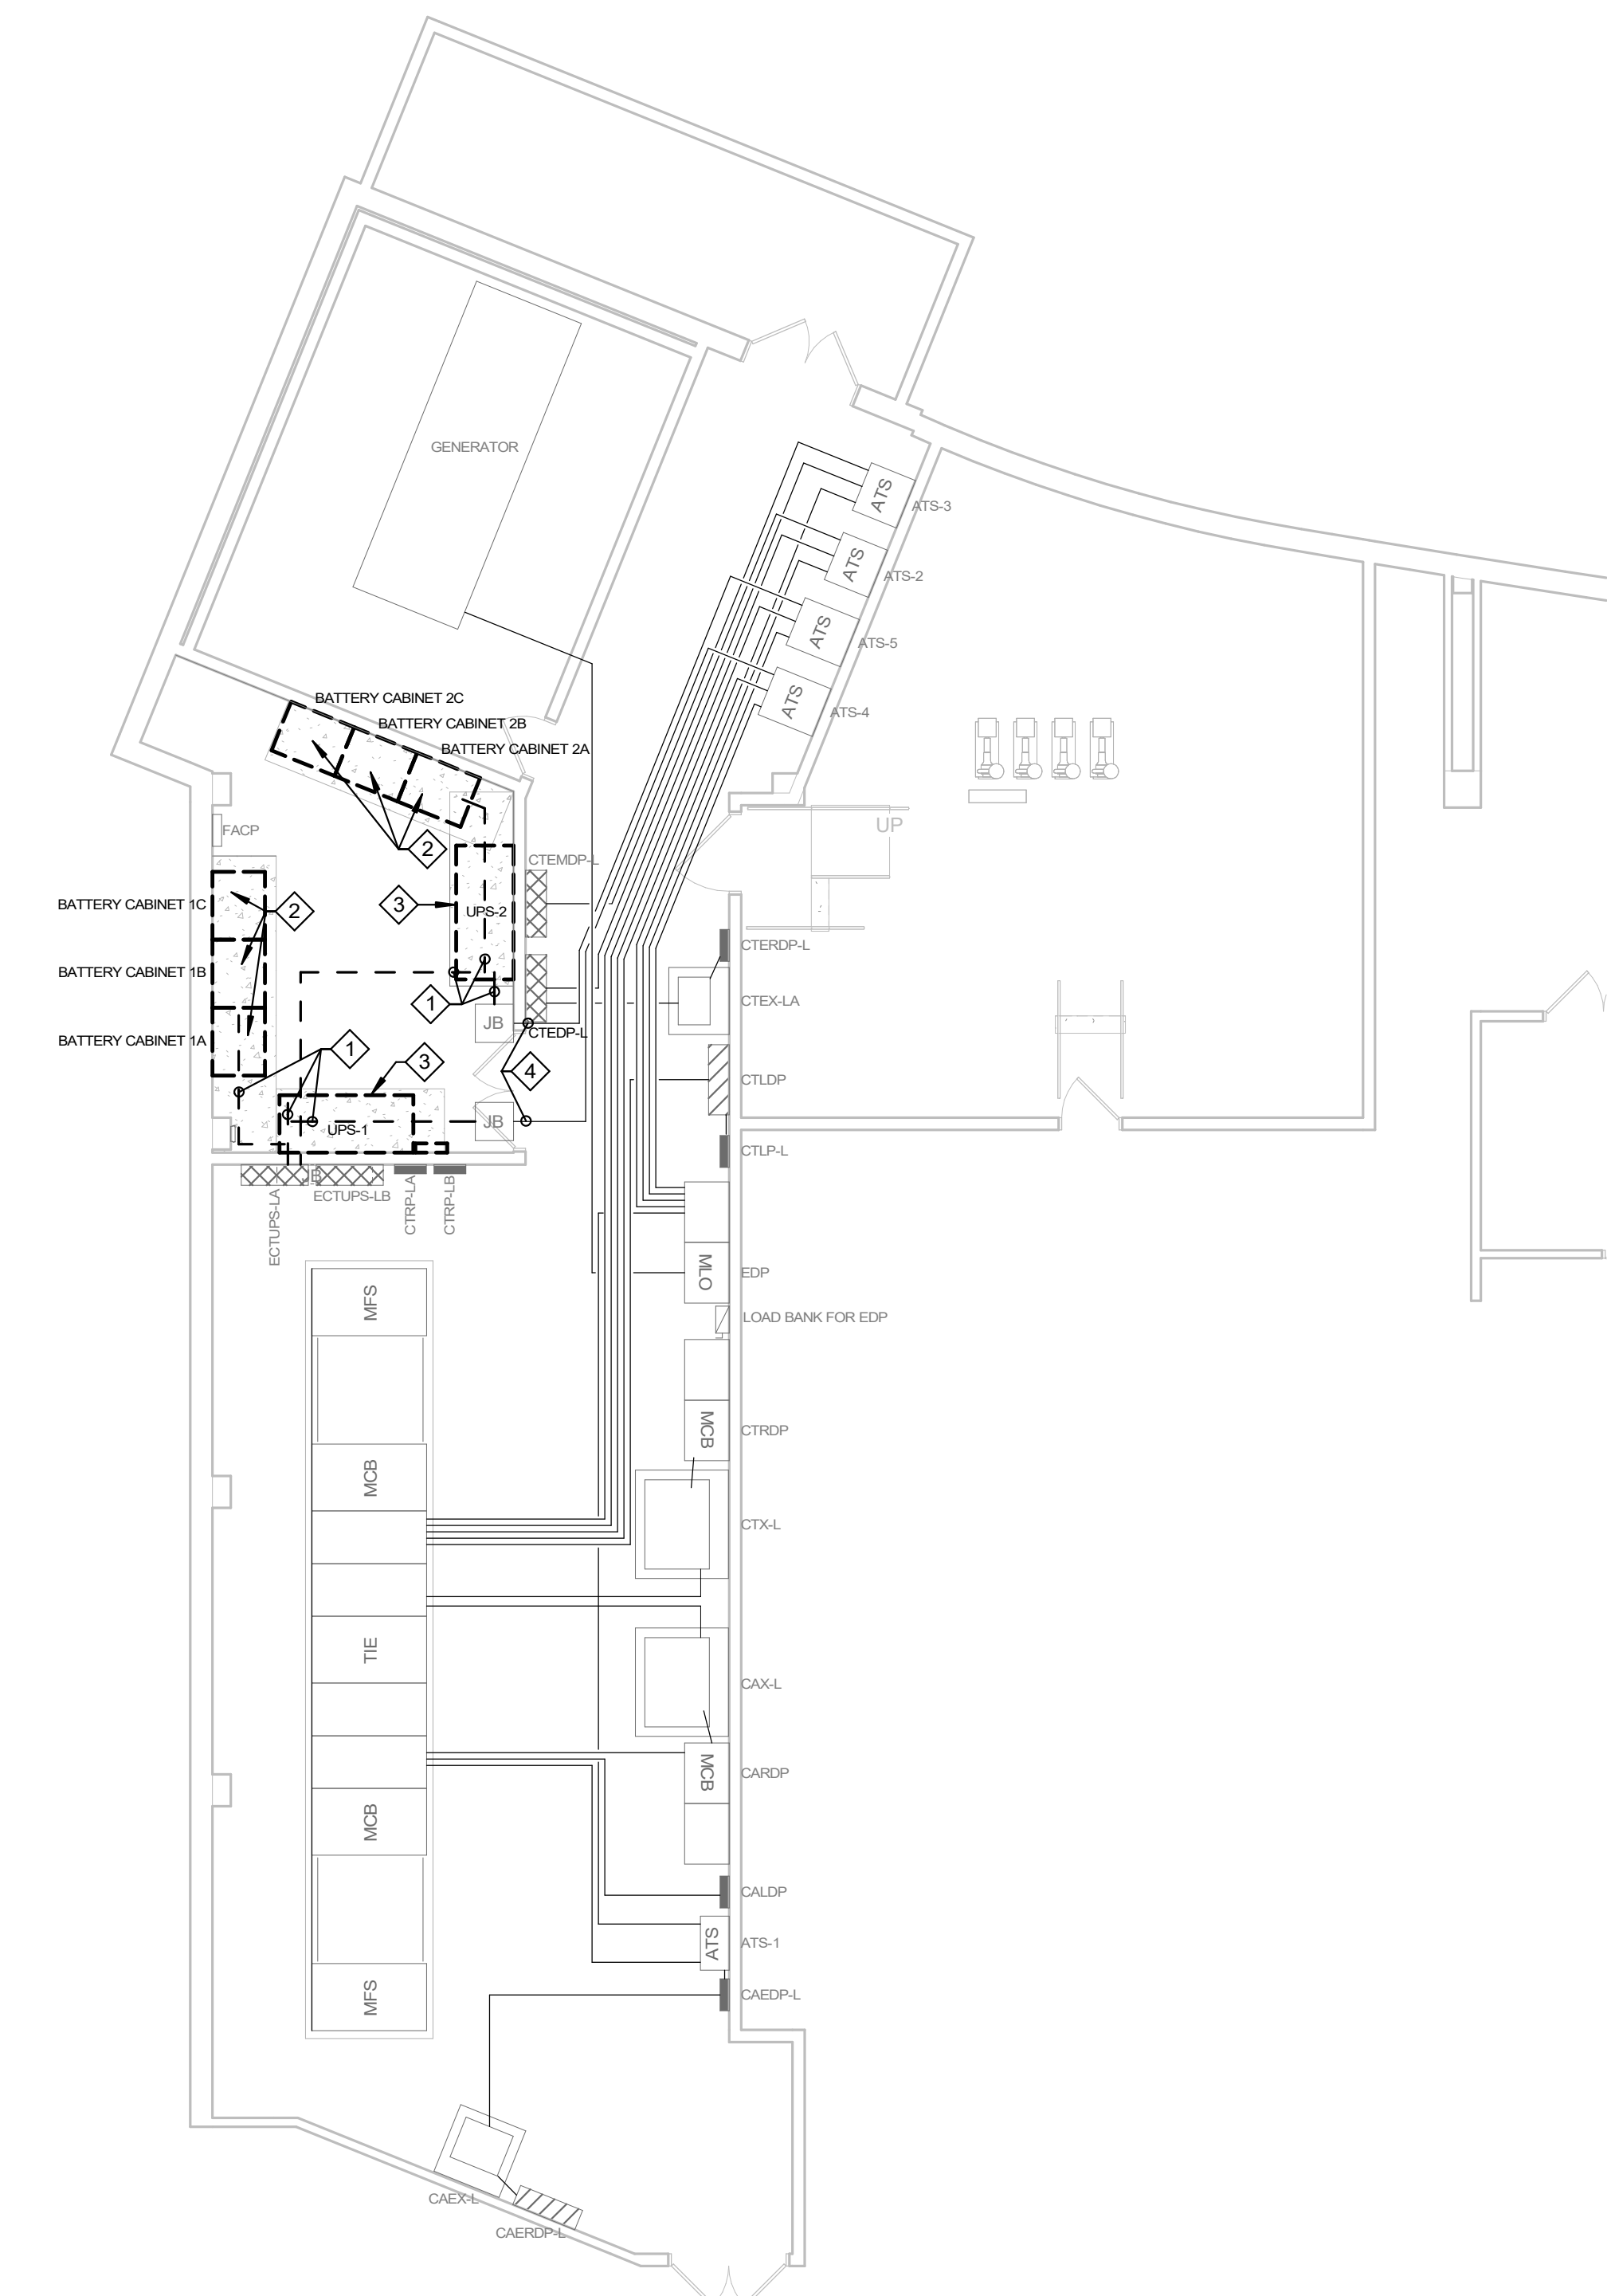 GENERATOR
ATS
ATS-3
ATS
ATS-2
ATS
ATS-5
ATS
ATS-4
BATTERY CABINET 2C
BATTERY CABINET 2B
BATTERY CABINET 2A
FACP
2
UP
CTEMDP-L
BATTERY CABINET 1C
2
3
UPS-2
CTERDP-L
BATTERY CABINET 1B
1
CTEX-LA
JB
CTEDP-L
BATTERY CABINET 1A
1
3
4
CTLDP
UPS-1
JB
CTLP-L
ECTUPS-LA
ECTUPS-LB
CTRP-LA
CTRP-LB
MLO
EDP
MFS
LOAD BANK FOR EDP
MCB
CTRDP
MCB
CTX-L
TIE
CAX-L
MCB
CARDP
MCB
CALDP
ATS
ATS-1
MFS
CAEDP-L
CAEX-L
CAERDP-L